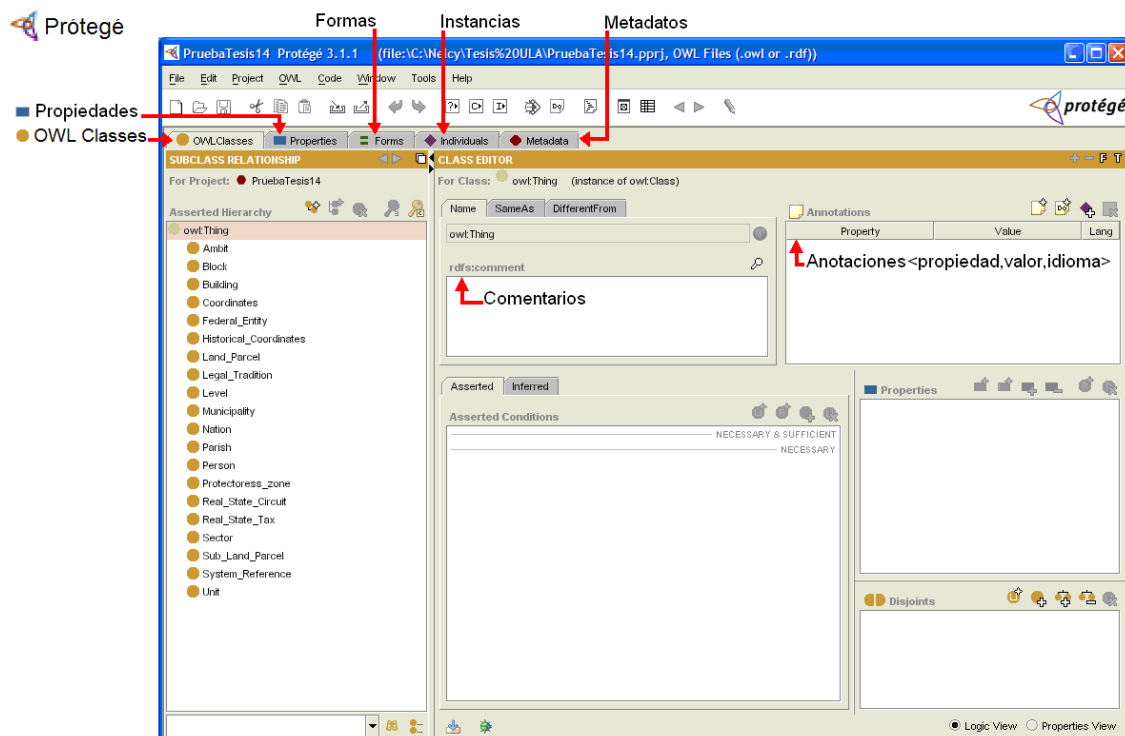 Prótegé
Formas
Instancias
Metadatos
PruebaTesis14 Protégé 3.1.1 (file:\C:\Nelcy\Tesis%20ULA\PruebaTesis14.pprj, OWL Files (.owl or .rdf))
File Edit Project OWL Code Window Tools Help
protégé
Propiedades
OWL Classes
OWLClasses Properties Forms Individuals Metadata
SUBCLASS RELATIONSHIP
CLASS EDITOR
F T
For Project: PruebaTesis14
For Class: owl:Thing (instance of owl:Class)
Asserted Hierarchy
Name SameAs DifferentFrom
Annotations
owl:Thing
owl:Thing
Property Value Lang
Ambit
Block
Building
Coordinates
Federal_Entity
Historical_Coordinates
Land_Parcel
Legal_Tradition
Level
Municipality
Nation
Parish
Person
Protectoress_zone
Real_State_Circuit
Real_State_Tax
Sector
Sub_Land_Parcel
System_Reference
Unit
rdfs:comment
Comentarios
Anotaciones<propiedad,valor,idioma>
Asserted Inferred
Asserted Conditions
NECESSARY & SUFFICIENT
NECESSARY
Properties
Disjoints
Logic View Properties View